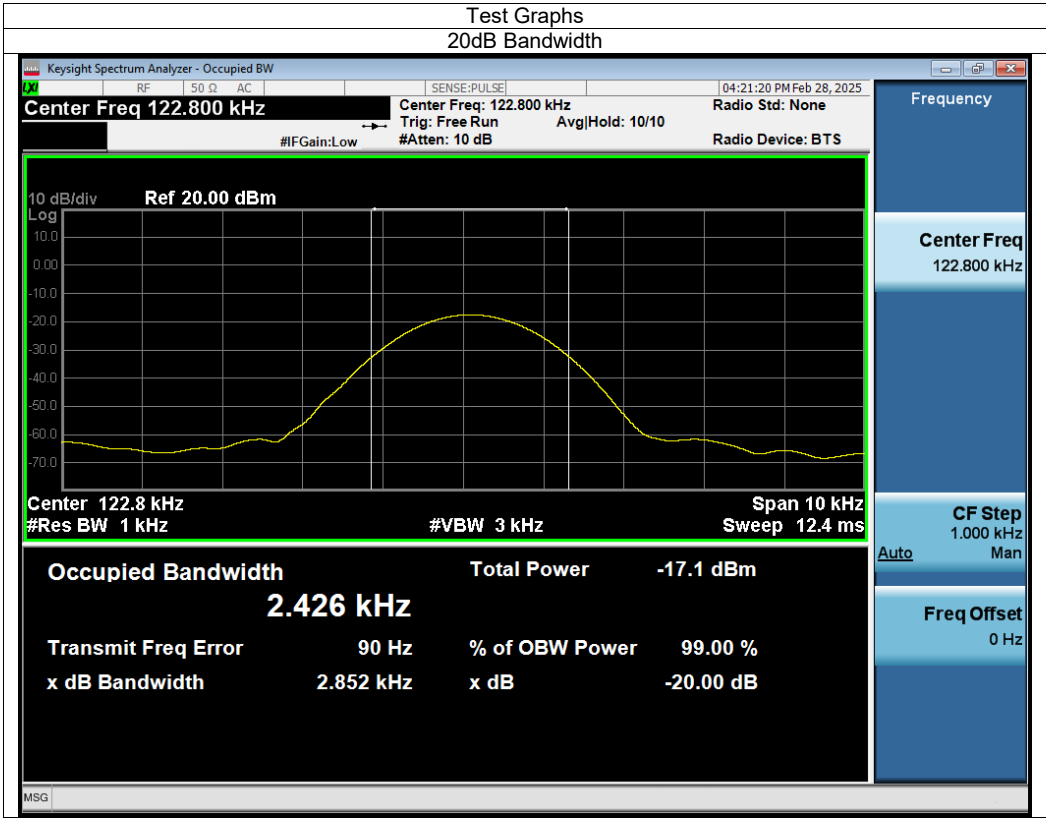 Test Graphs
20dB Bandwidth
Keysight Spectrum Analyzer - Occupied BW
LXI RF 50 Ω AC SENSE:PULSE 04:21:20 PM Feb 28, 2025
Center Freq 122.800 kHz
Center Freq: 122.800 kHz Radio Std: None
Trig: Free Run Avg|Hold: 10/10
#IFGain:Low #Atten: 10 dB Radio Device: BTS
10 dB/div Ref 20.00 dBm
Log
10.0
0.00
-10.0
-20.0
-30.0
-40.0
-50.0
-60.0
-70.0
Center 122.8 kHz Span 10 kHz
#Res BW 1 kHz #VBW 3 kHz Sweep 12.4 ms
Occupied Bandwidth Total Power -17.1 dBm
2.426 kHz
Transmit Freq Error 90 Hz % of OBW Power 99.00 %
x dB Bandwidth 2.852 kHz x dB -20.00 dB
Frequency
Center Freq
122.800 kHz
CF Step
1.000 kHz
Auto Man
Freq Offset
0 Hz
MSG